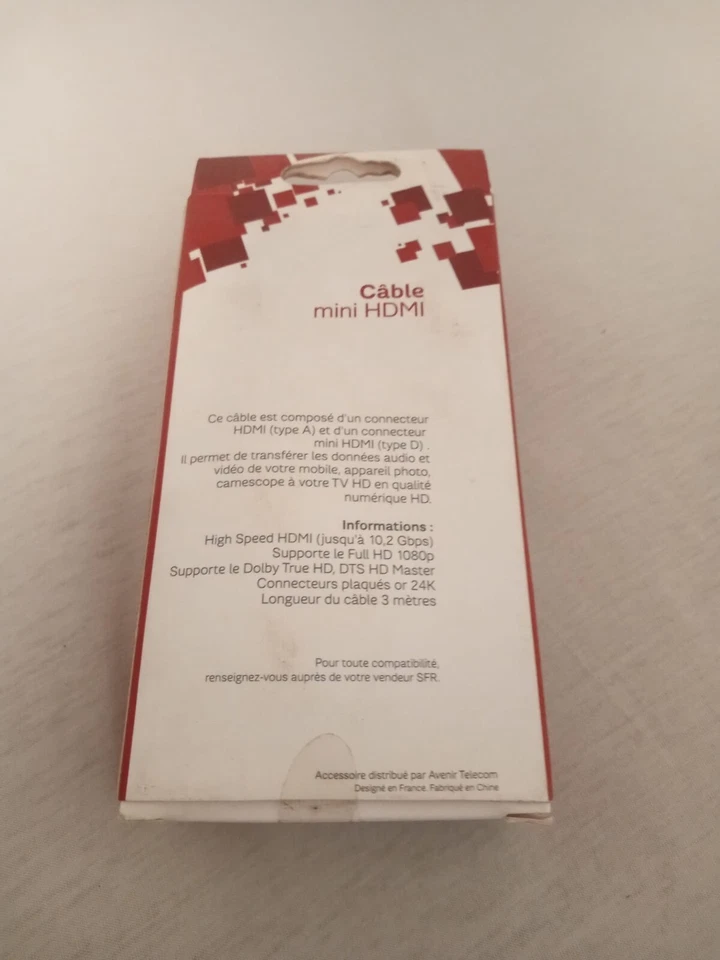 Câble
mini HDMI
Ce câble est composé d'un connecteur
HDMI (type A) et d'un connecteur
mini HDMI (type D) .
Il permet de transférer les données audio et
vidéo de votre mobile, appareil photo,
camescope à votre TV HD en qualité
numérique HD.
Informations :
High Speed HDMI (jusqu'à 10,2 Gbps)
Supporte le Full HD 1080p
Supporte le Dolby True HD, DTS HD Master
Connecteurs plaqués or 24K
Longueur du câble 3 mètres
Pour toute compatibilité,
renseignez-vous auprès de votre vendeur SFR.
Accessoire distribué par Avenir Telecom
Designé en France. Fabriqué en Chine